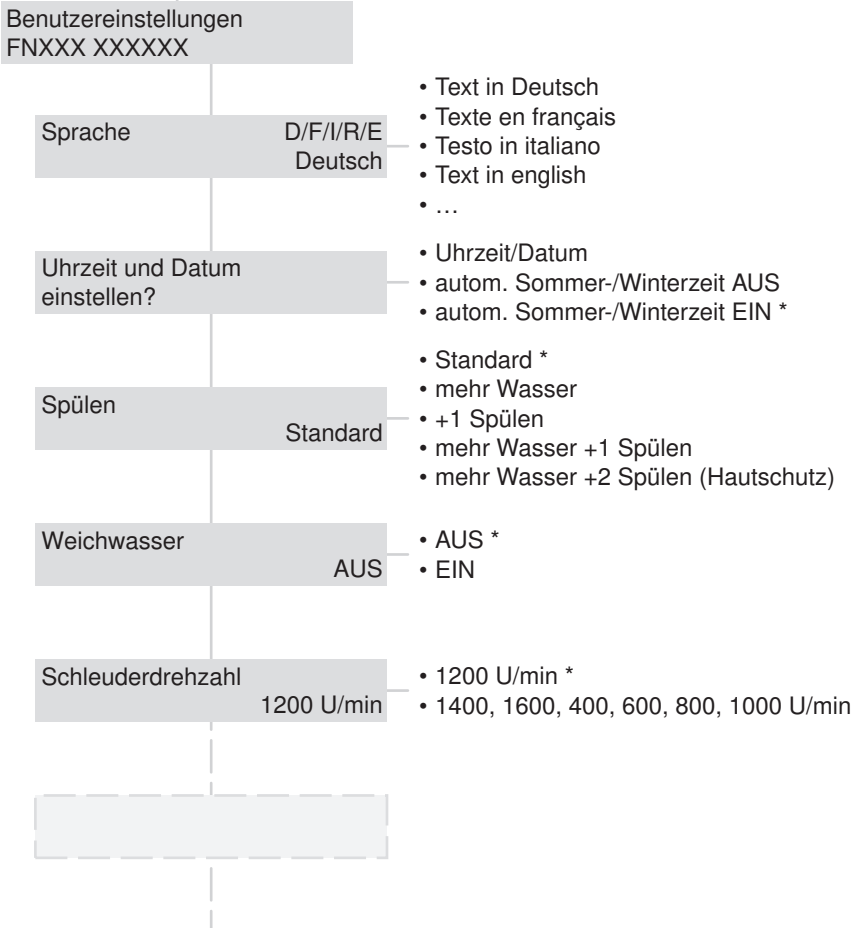 Benutzereinstellungen
FNXXX XXXXXX
Sprache D/F/I/R/E
Deutsch
• Text in Deutsch
• Texte en français
• Testo in italiano
• Text in english
• …
Uhrzeit und Datum
einstellen?
• Uhrzeit/Datum
• autom. Sommer-/Winterzeit AUS
• autom. Sommer-/Winterzeit EIN *
Spülen
Standard
• Standard *
• mehr Wasser
• +1 Spülen
• mehr Wasser +1 Spülen
• mehr Wasser +2 Spülen (Hautschutz)
Weichwasser
AUS
• AUS *
• EIN
Schleuderdrehzahl
1200 U/min
• 1200 U/min *
• 1400, 1600, 400, 600, 800, 1000 U/min